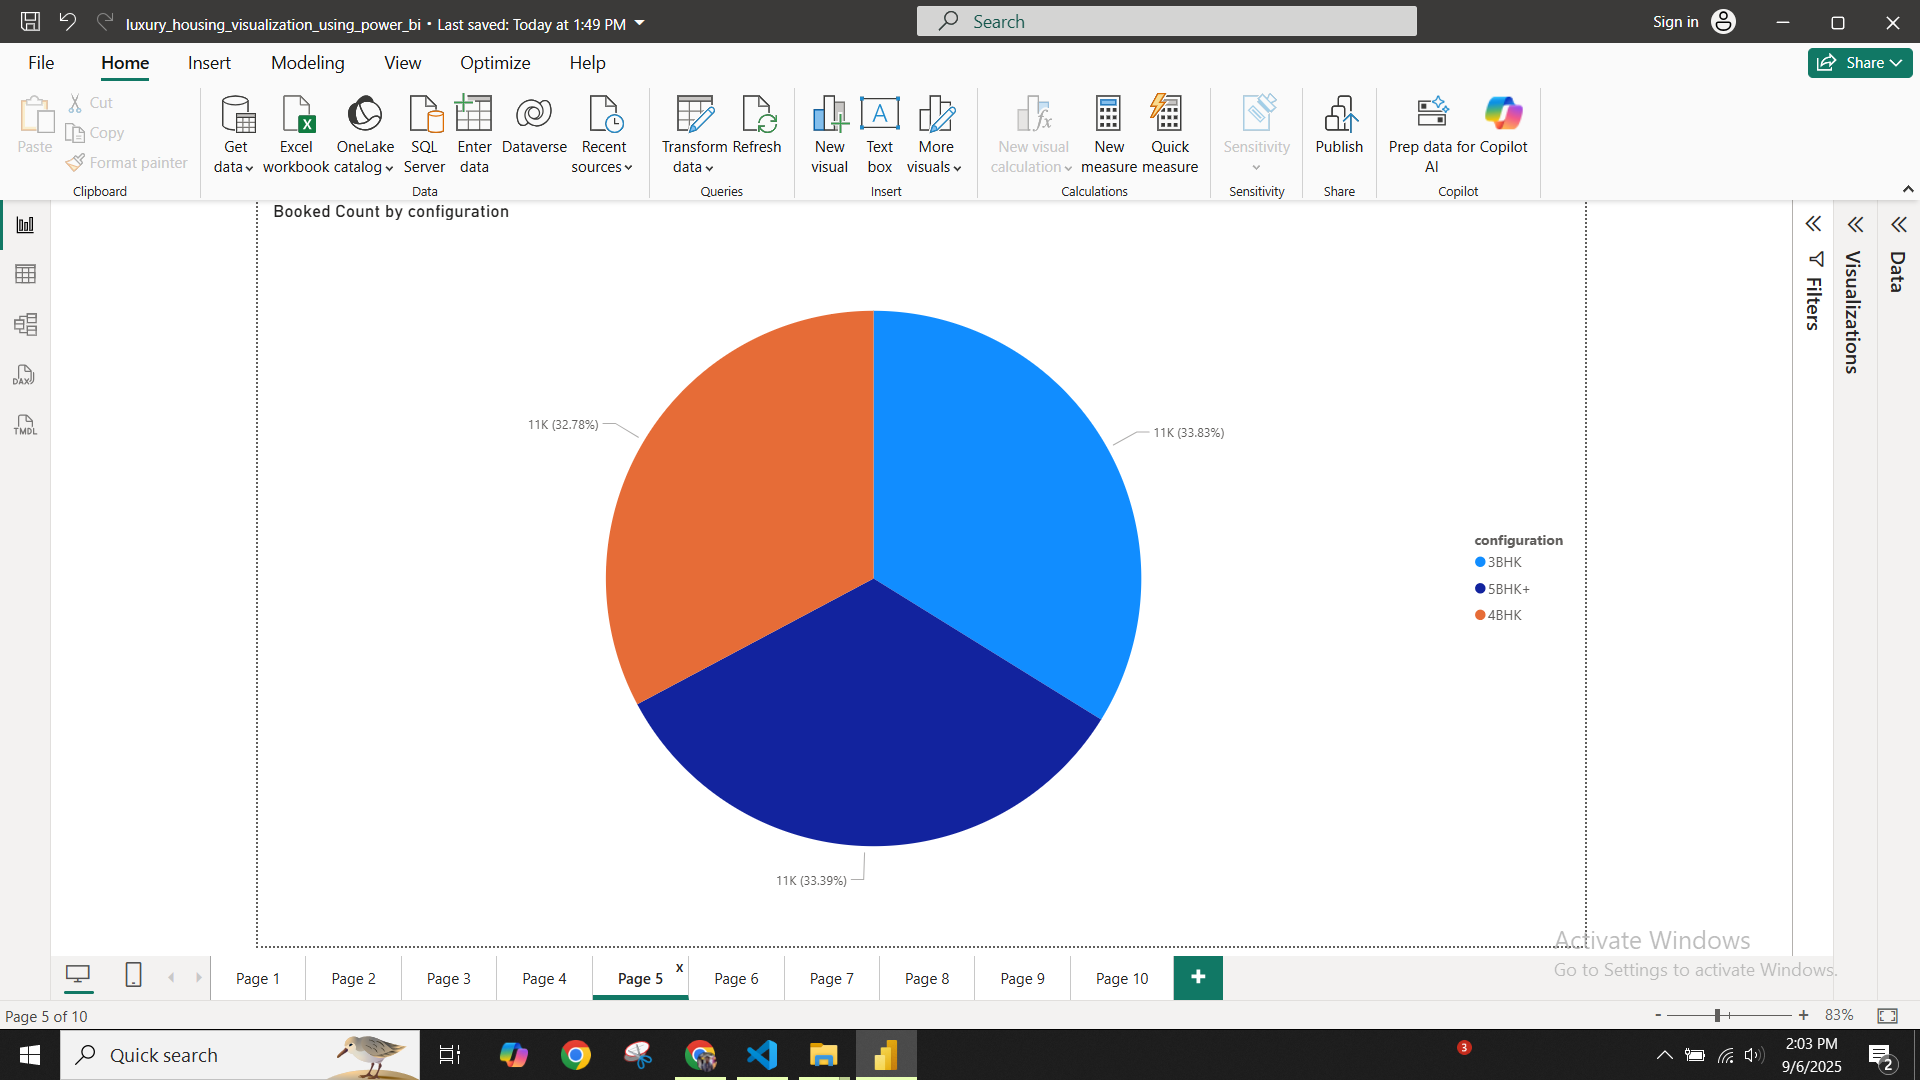 luxury_housing_visualization_using_power_bi • Last saved: Today at 1:49 PM
Search
Sign in
File Home Insert Modeling View Optimize Help
Share
Paste
Cut
Copy
Format painter
Clipboard
Get data
Excel workbook
OneLake catalog
SQL Server
Enter data
Dataverse
Recent sources
Data
Transform data
Refresh
Queries
New visual
Text box
More visuals
Insert
New visual calculation
New measure
Quick measure
Calculations
Sensitivity
Sensitivity
Publish
Share
Prep data for AI
Copilot
Copilot
DAX
TMDL
Booked Count by configuration
11K (32.78%)
11K (33.83%)
11K (33.39%)
configuration
3BHK
5BHK+
4BHK
Filters
Visualizations
Data
Activate Windows
Go to Settings to activate Windows.
Page 1 Page 2 Page 3 Page 4 Page 5 x Page 6 Page 7 Page 8 Page 9 Page 10 +
Page 5 of 10
- + 83%
Quick search
3
2:03 PM
9/6/2025
2